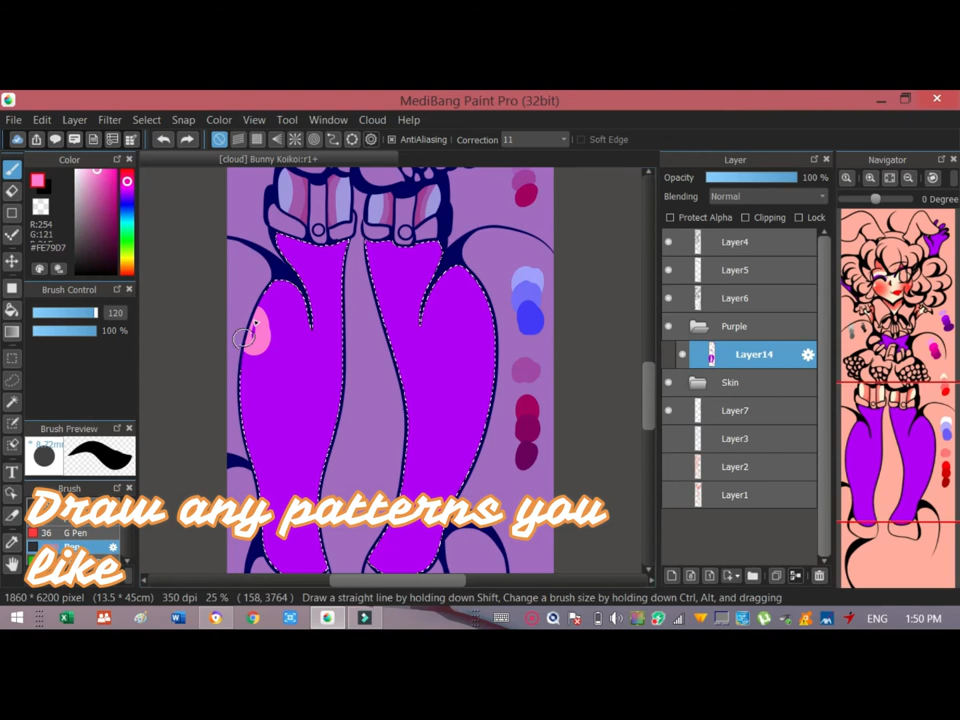 MediBang Paint Pro (32bit)
File Edit Layer Filter Select Snap Color View Tool Window Cloud Help
AntiAliasing Correction 11 Soft Edge
Color
[cloud] Bunny Koikoi:r1+
Layer
Navigator
Opacity 100 %
Blending Normal
0 Degree
Protect Alpha Clipping Lock
R:254
G:121
#FE79D7
Layer4
Layer5
Layer6
Purple
Layer14
Skin
Layer7
Layer3
Layer2
Layer1
Brush Control
120
100 %
Brush Preview
8.72mm
Brush
36 G Pen
Pen
Draw any patterns you
like
1860 * 6200 pixel (13.5 * 45cm) 350 dpi 25 % (158, 3764) Draw a straight line by holding down Shift, Change a brush size by holding down Ctrl, Alt, and dragging
ENG 1:50 PM